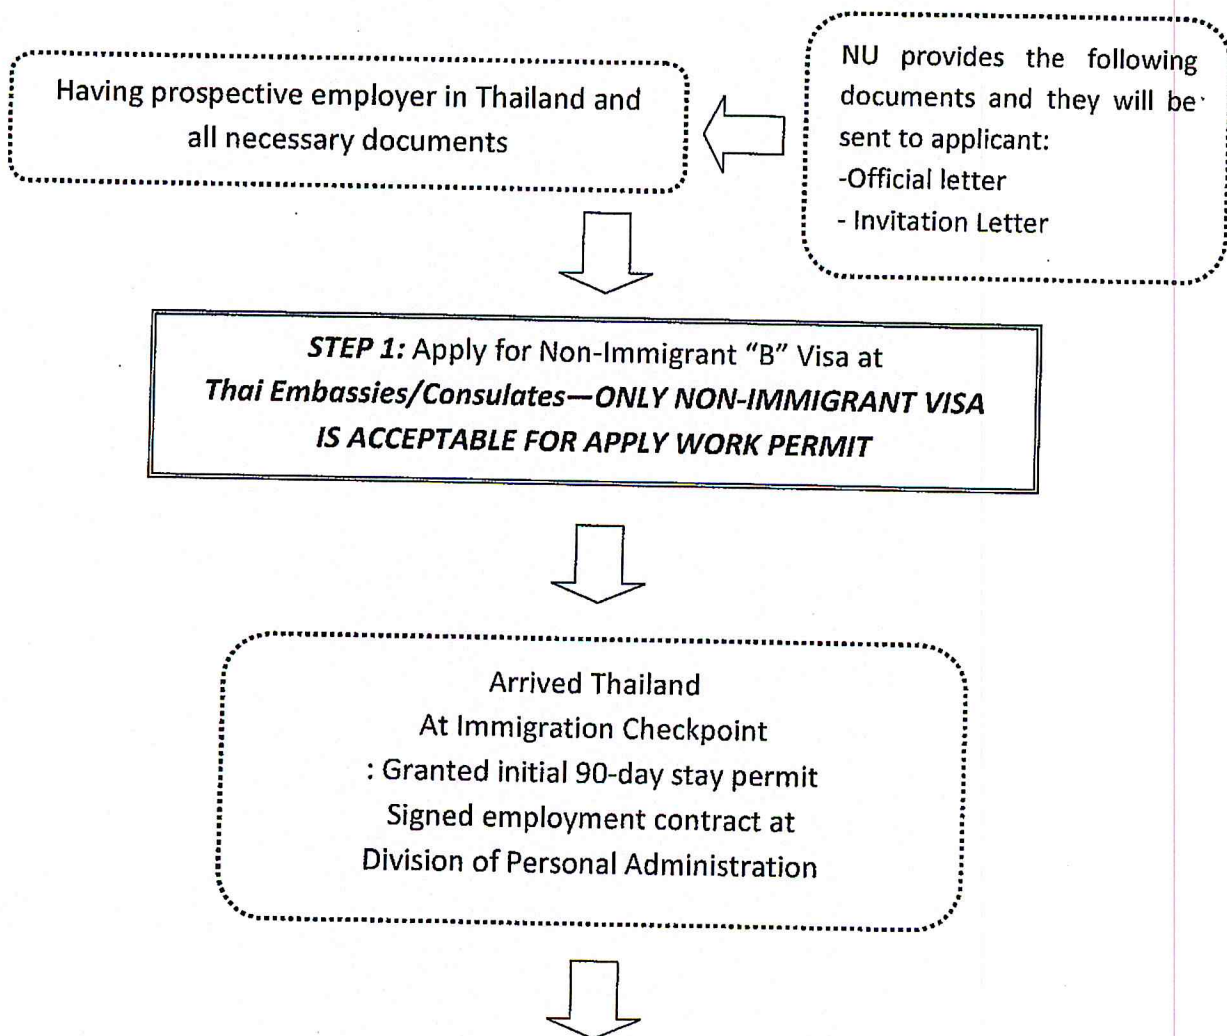 Having prospective employer in Thailand and
all necessary documents
NU provides the following
documents and they will be
sent to applicant:
-Official letter
- Invitation Letter
STEP 1: Apply for Non-Immigrant “B” Visa at
Thai Embassies/Consulates—ONLY NON-IMMIGRANT VISA
IS ACCEPTABLE FOR APPLY WORK PERMIT
Arrived Thailand
At Immigration Checkpoint
: Granted initial 90-day stay permit
Signed employment contract at
Division of Personal Administration